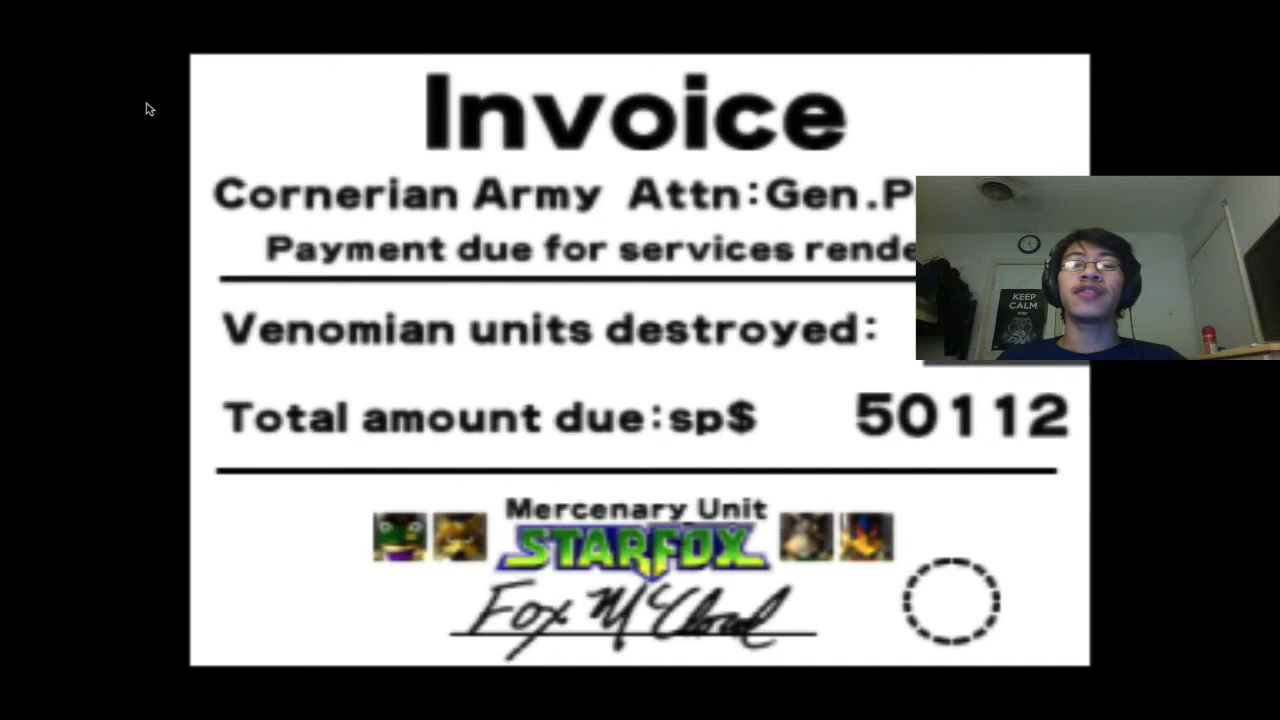 Invoice
Cornerian Army Attn:Gen.P
Payment due for services rende
Venomian units destroyed:
Total amount due:sp$ 50112
Mercenary Unit
STARFOX
Fox McCloud
KEEP
CALM
AND